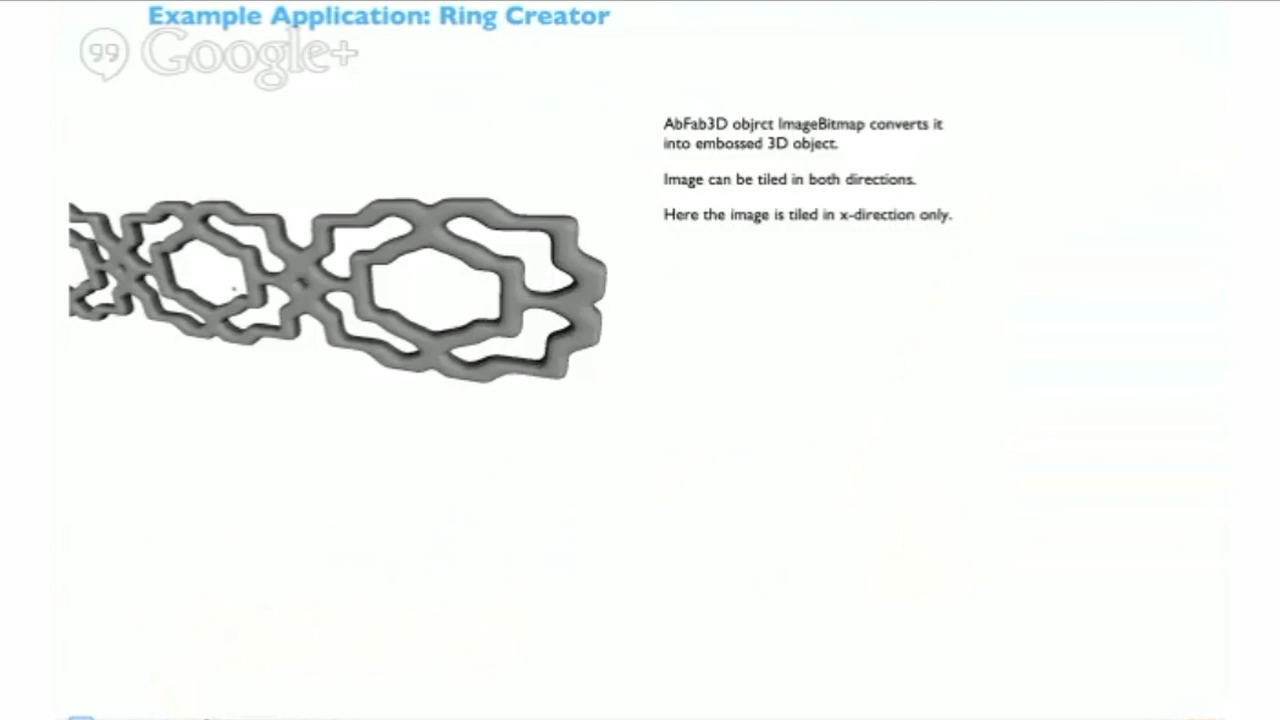 Example Application: Ring Creator
99 Google+
AbFab3D objrct ImageBitmap converts it
into embossed 3D object.
Image can be tiled in both directions.
Here the image is tiled in x-direction only.